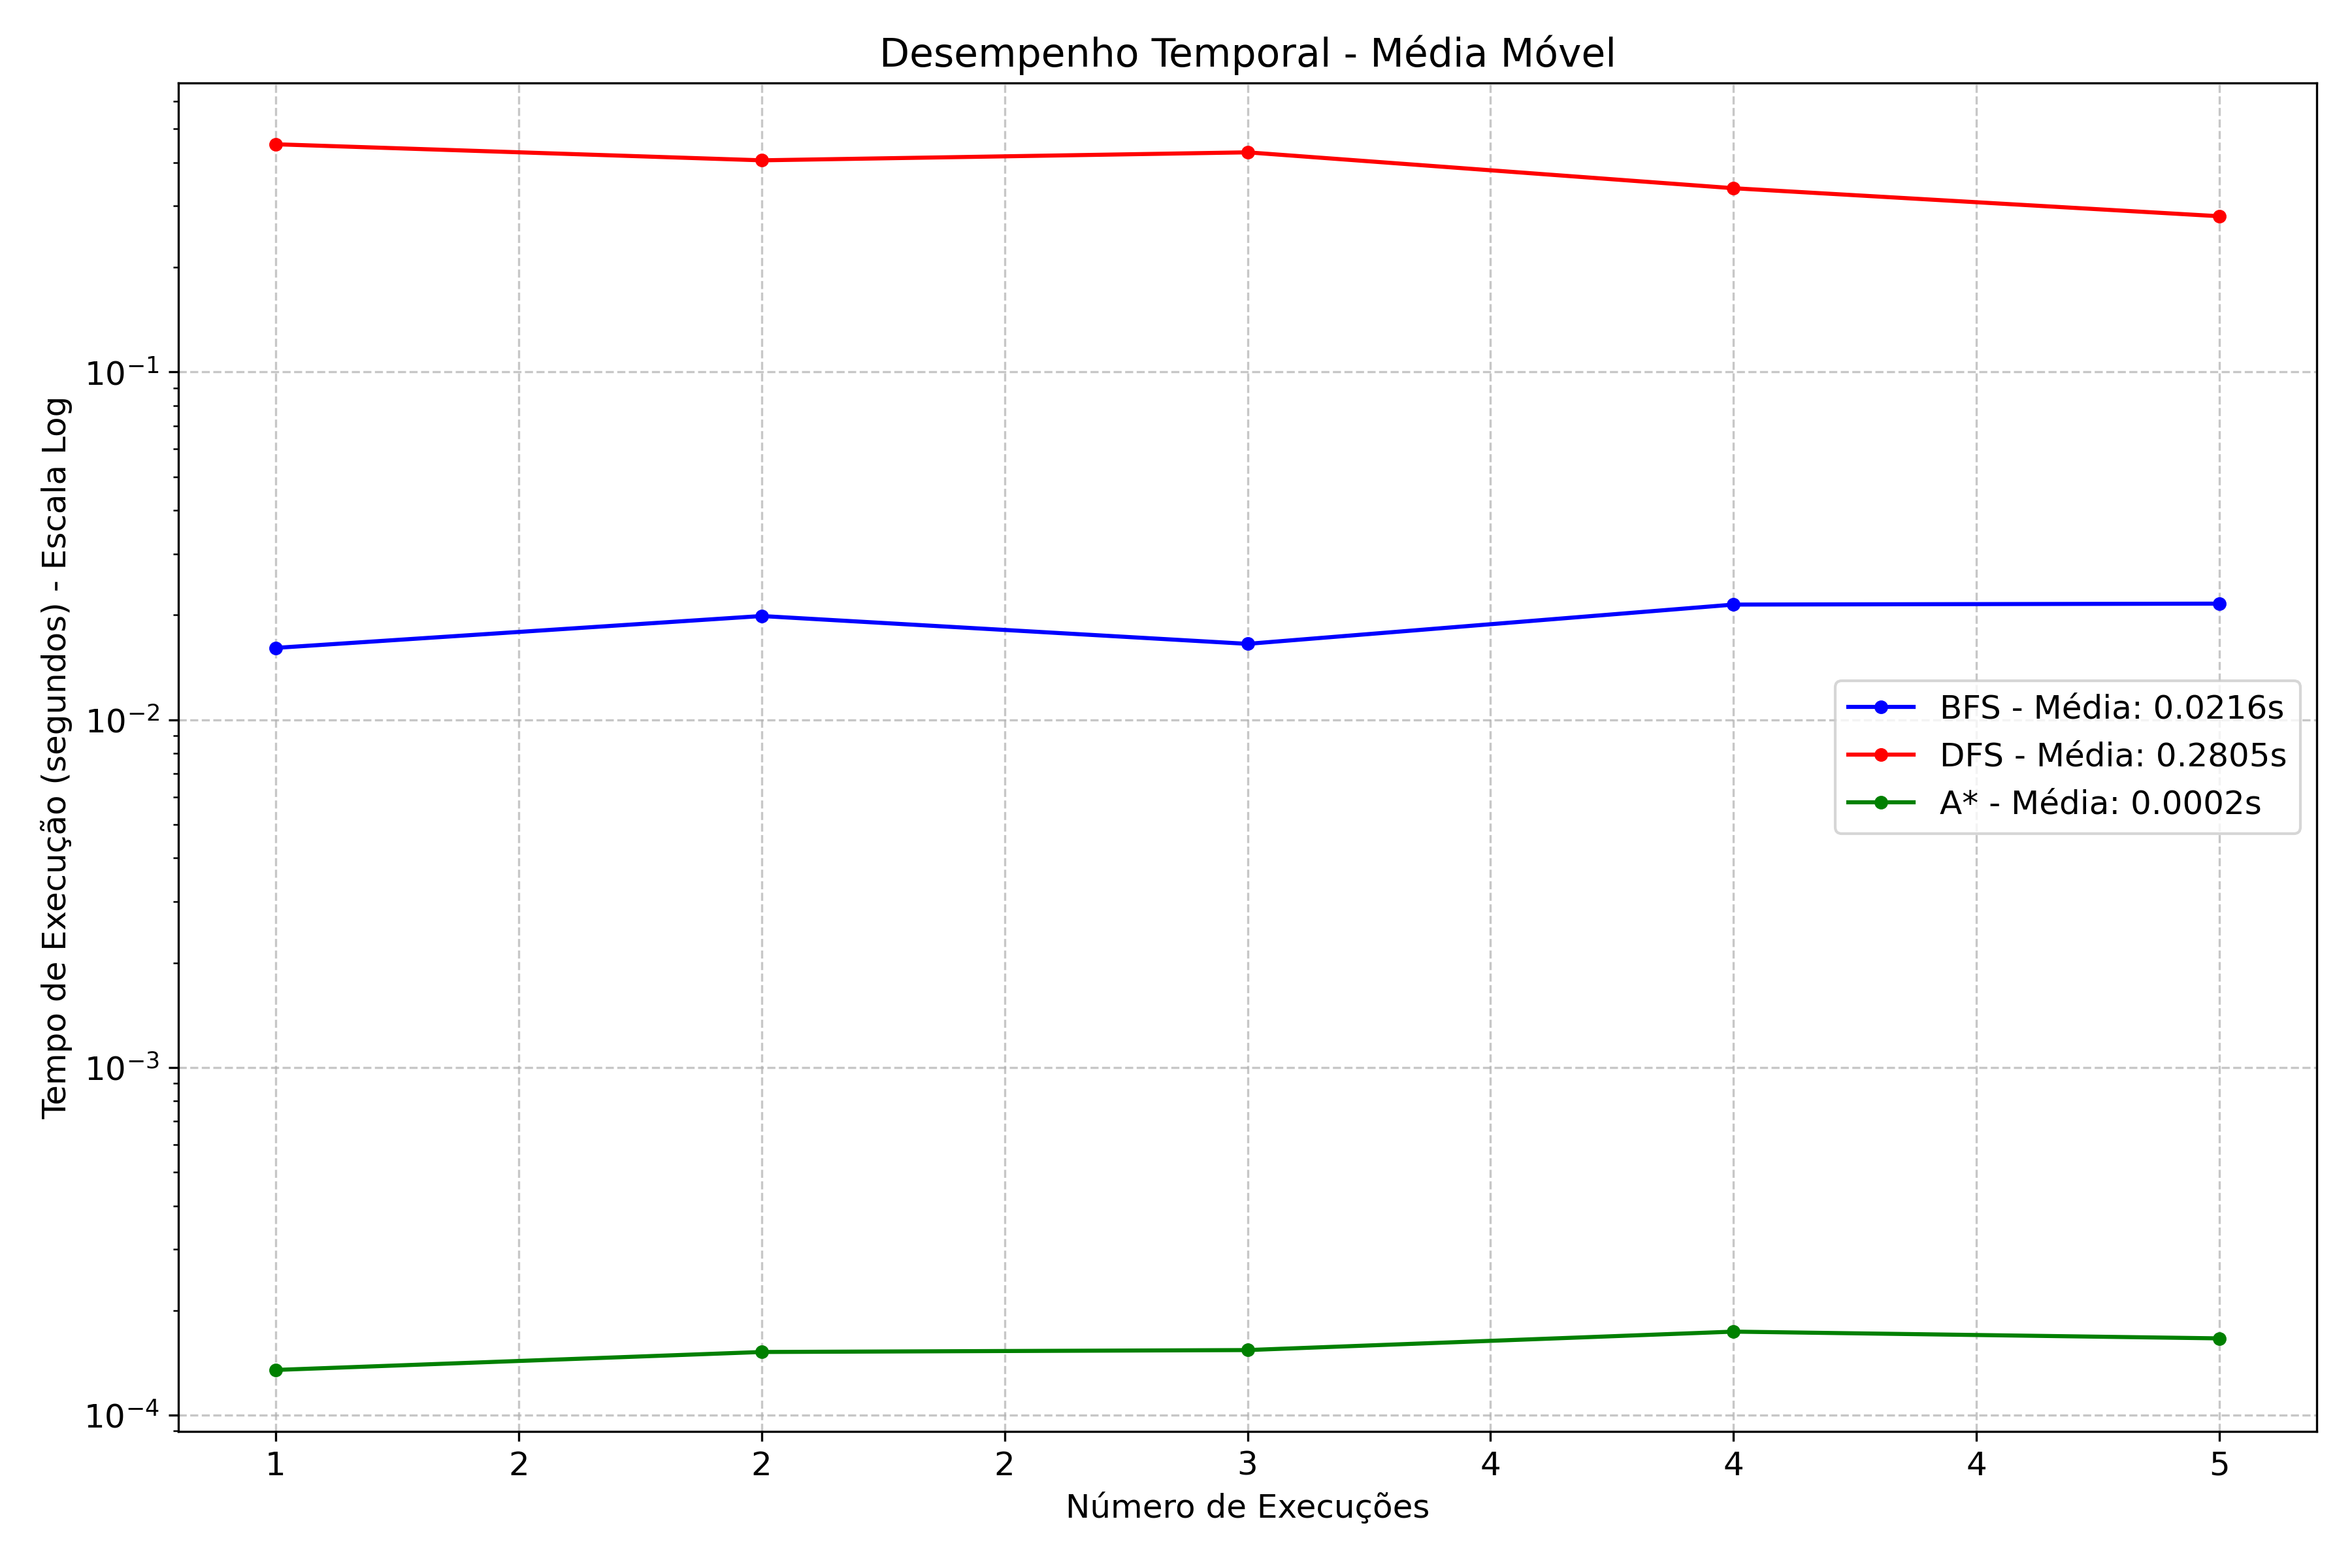 Desempenho Temporal - Média Móvel
Tempo de Execução (segundos) - Escala Log
10⁻¹
10⁻²
10⁻³
10⁻⁴
BFS - Média: 0.0216s
DFS - Média: 0.2805s
A* - Média: 0.0002s
1 2 2 2 3 4 4 4 5
Número de Execuções